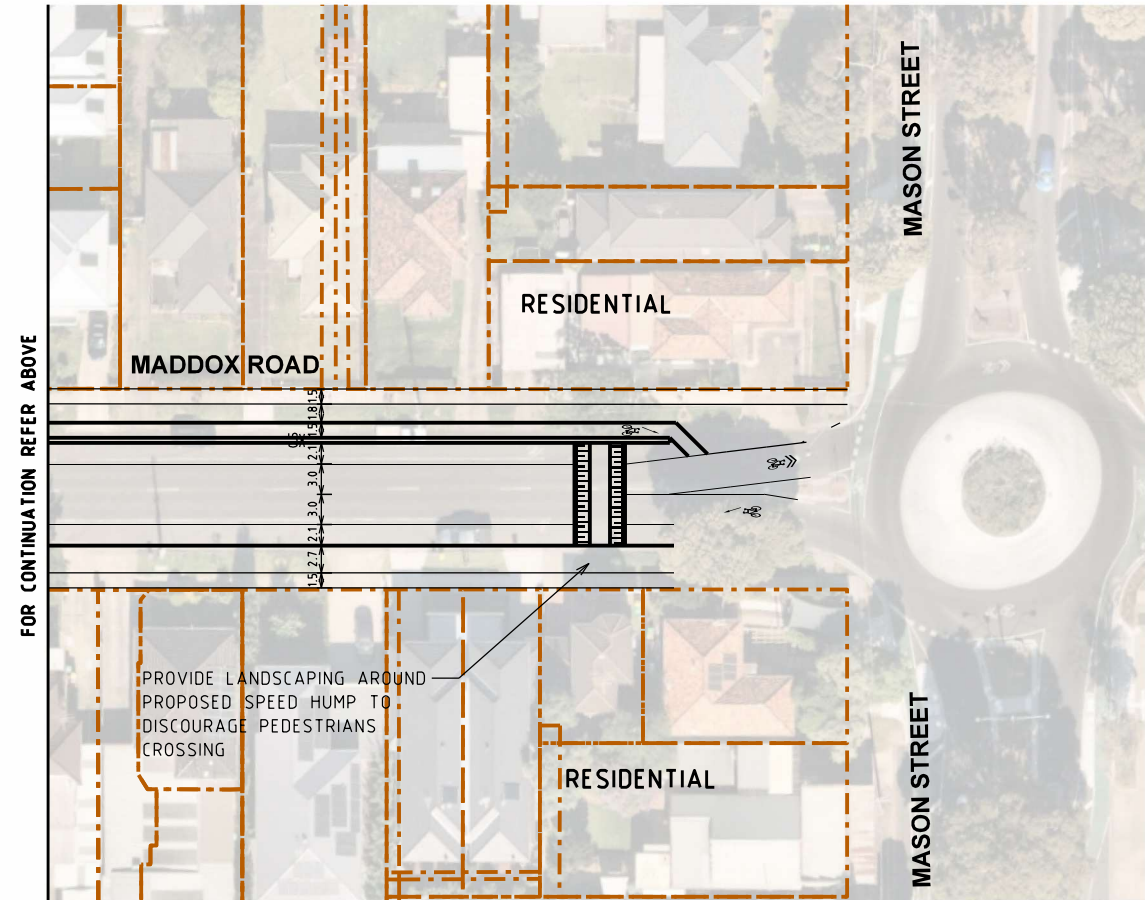 MASON STREET
RESIDENTIAL
MADDOX ROAD
FOR CONTINUATION REFER ABOVE
1.5
1.8
1.5
2.1
3.0
3.0
2.1
2.7
1.5
PROVIDE LANDSCAPING AROUND
PROPOSED SPEED HUMP TO
DISCOURAGE PEDESTRIANS
CROSSING
RESIDENTIAL
MASON STREET